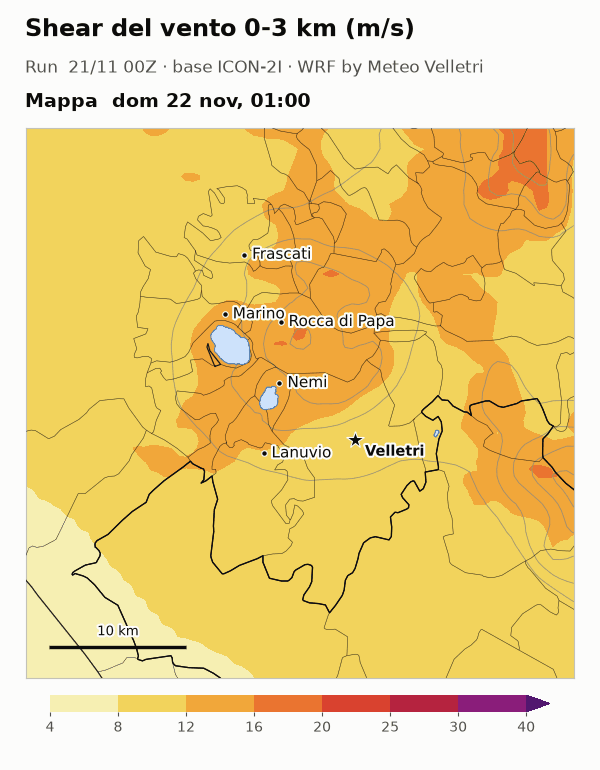 Shear del vento 0-3 km (m/s)
Run  21/11 00Z · base ICON-2I · WRF by Meteo Velletri
Mappa  dom 22 nov, 01:00
Frascati
Marino
Rocca di Papa
Nemi
Velletri
Lanuvio
10 km
4 8 12 16 20 25 30 40